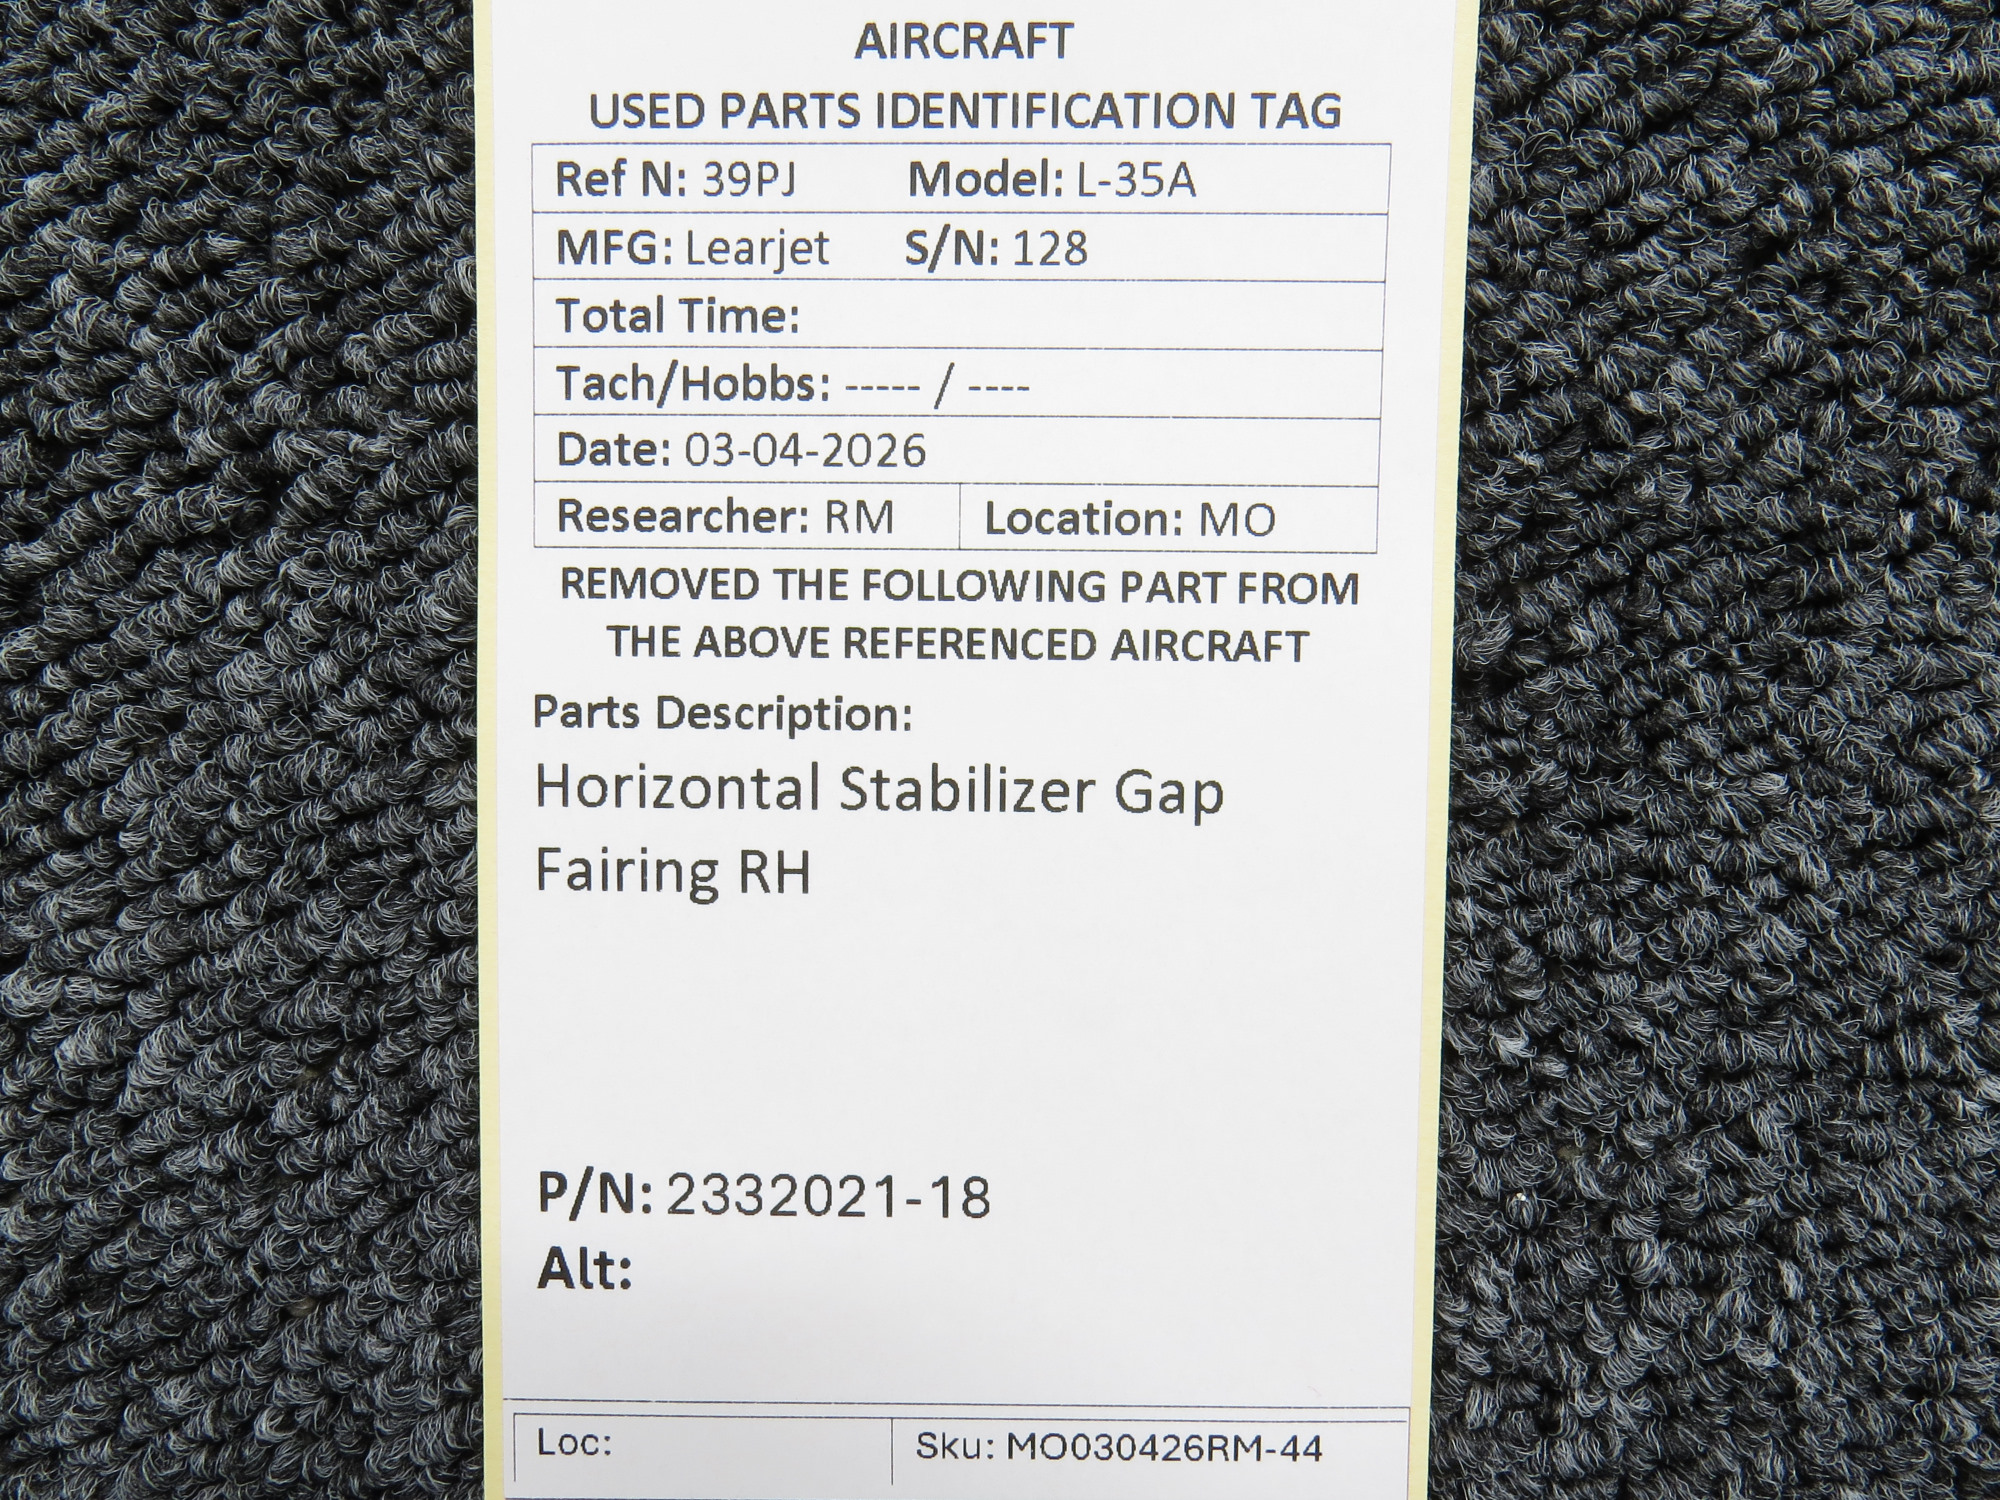 AIRCRAFT
USED PARTS IDENTIFICATION TAG
Ref N: 39PJ Model: L-35A
MFG: Learjet S/N: 128
Total Time:
Tach/Hobbs: ----- / ----
Date: 03-04-2026
Researcher: RM Location: MO
REMOVED THE FOLLOWING PART FROM
THE ABOVE REFERENCED AIRCRAFT
Parts Description:
Horizontal Stabilizer Gap
Fairing RH
P/N: 2332021-18
Alt:
Loc: Sku: MO030426RM-44